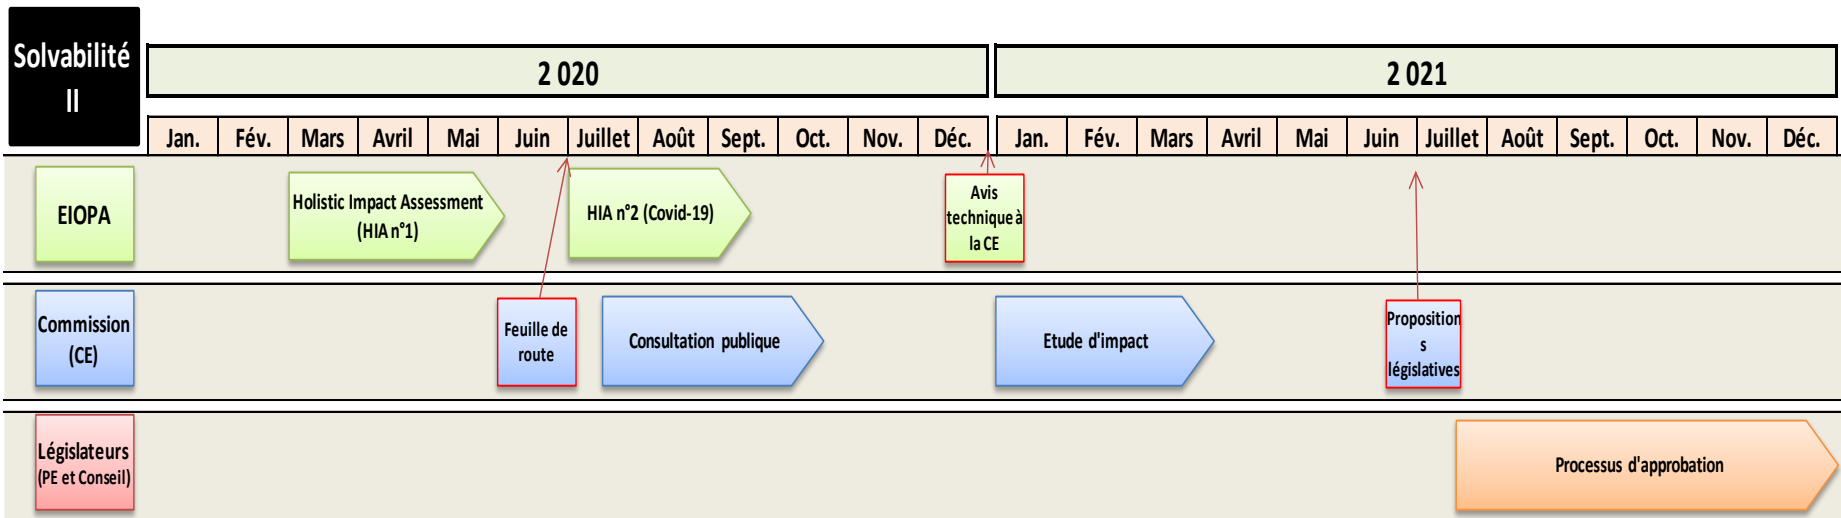 Solvabilité
II
2 020
2 021
Jan.
Fév.
Mars
Avril
Mai
Juin
Juillet
Août
Sept.
Oct.
Nov.
Déc.
Jan.
Fév.
Mars
Avril
Mai
Juin
Juillet
Août
Sept.
Oct.
Nov.
Déc.
EIOPA
Holistic Impact Assessment
(HIA n°1)
HIA n°2 (Covid-19)
Avis
technique à
la CE
Commission
(CE)
Feuille de
route
Consultation publique
Etude d'impact
Proposition
s
législatives
Législateurs
(PE et Conseil)
Processus d'approbation